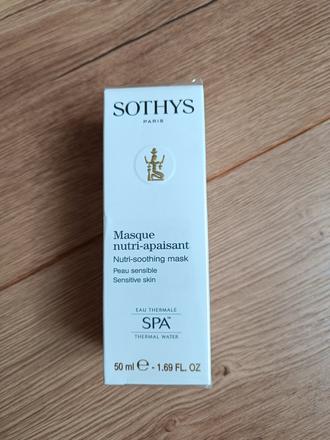 SOTHYS
PARIS
Masque
nutri-apaisant
Nutri-soothing mask
Peau sensible
Sensitive skin
EAU THERMALE
SPA™
THERMAL WATER
50 ml ℮ - 1.69 FL. OZ